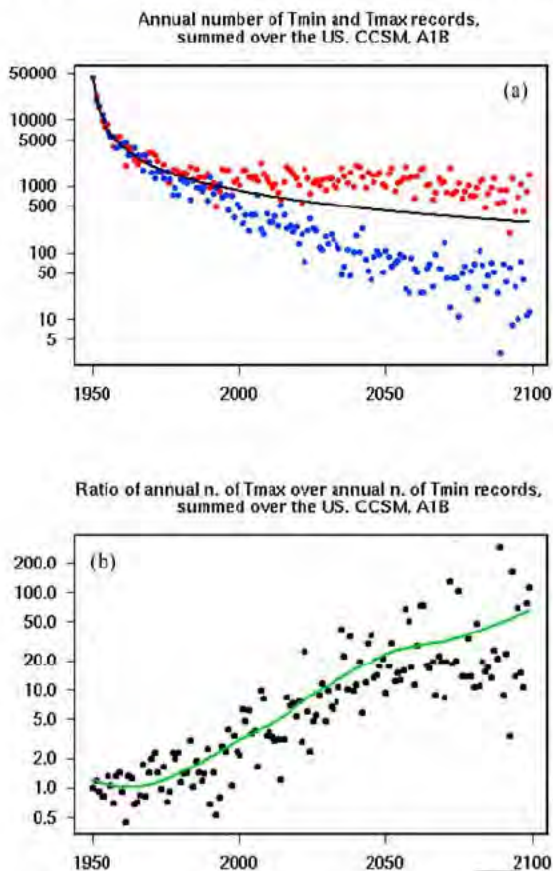 Annual number of Tmin and Tmax records,
summed over the US. CCSM, A1B
(a)
50000
10000
5000
1000
500
100
50
10
5
1950 2000 2050 2100
Ratio of annual n. of Tmax over annual n. of Tmin records,
summed over the US. CCSM, A1B
(b)
200.0
100.0
50.0
20.0
10.0
5.0
2.0
1.0
0.5
1950 2000 2050 2100